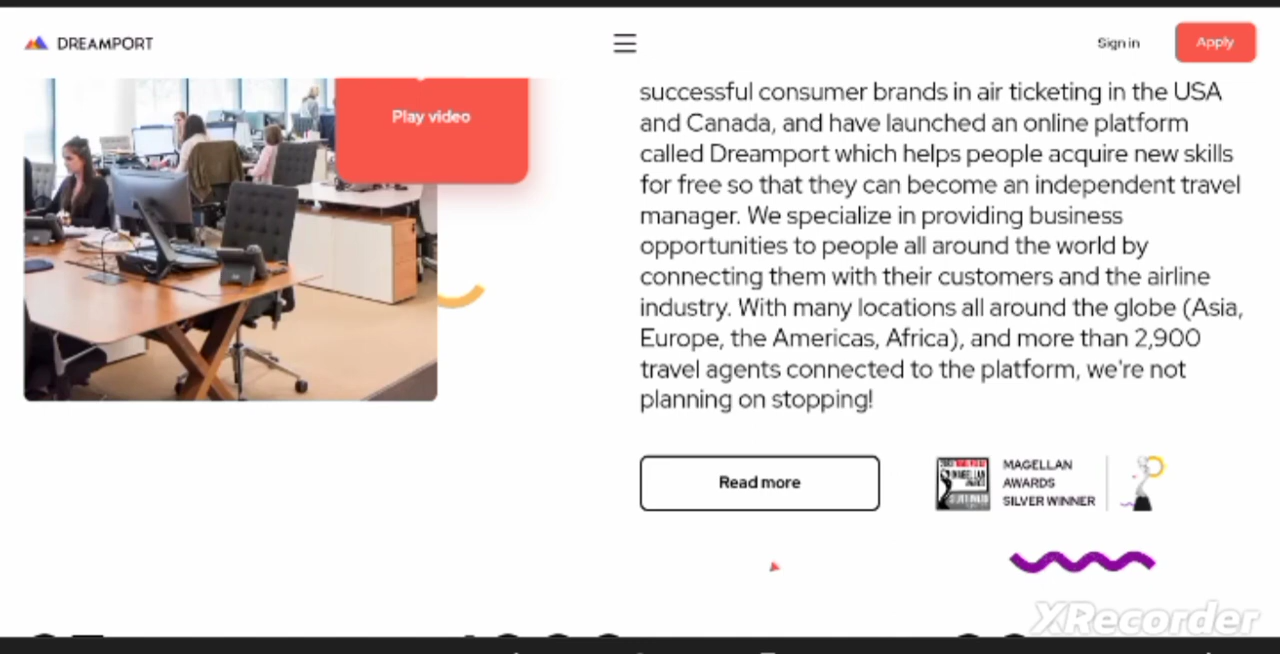 DREAMPORT
Sign in
Apply
Play video
successful consumer brands in air ticketing in the USA
and Canada, and have launched an online platform
called Dreamport which helps people acquire new skills
for free so that they can become an independent travel
manager. We specialize in providing business
opportunities to people all around the world by
connecting them with their customers and the airline
industry. With many locations all around the globe (Asia,
Europe, the Americas, Africa), and more than 2,900
travel agents connected to the platform, we're not
planning on stopping!
Read more
MAGELLAN
AWARDS
SILVER WINNER
XRecorder